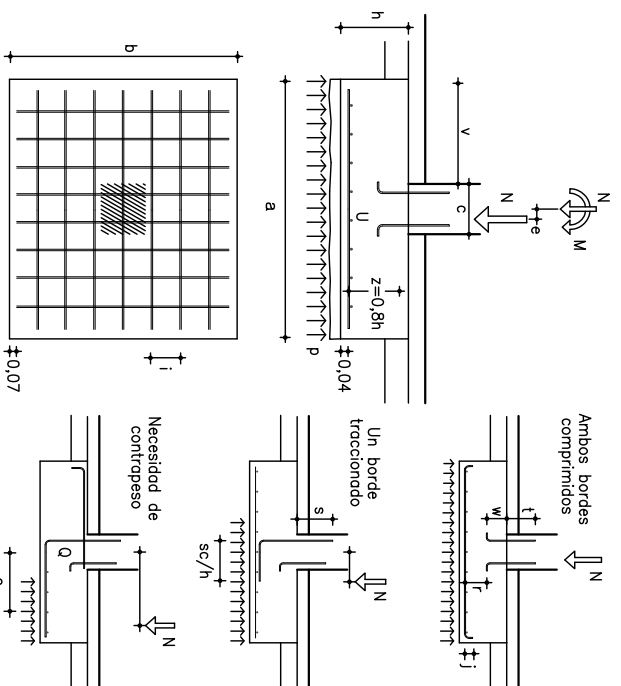 N
M
e
N
c
v
h
U
z=0,8h
0,04
p
a
b
i
0,07
Ambos bordes
comprimidos
N
t
w
r
j
Un borde
traccionado
N
s
sc/h
Necesidad de
contrapeso
N
Q